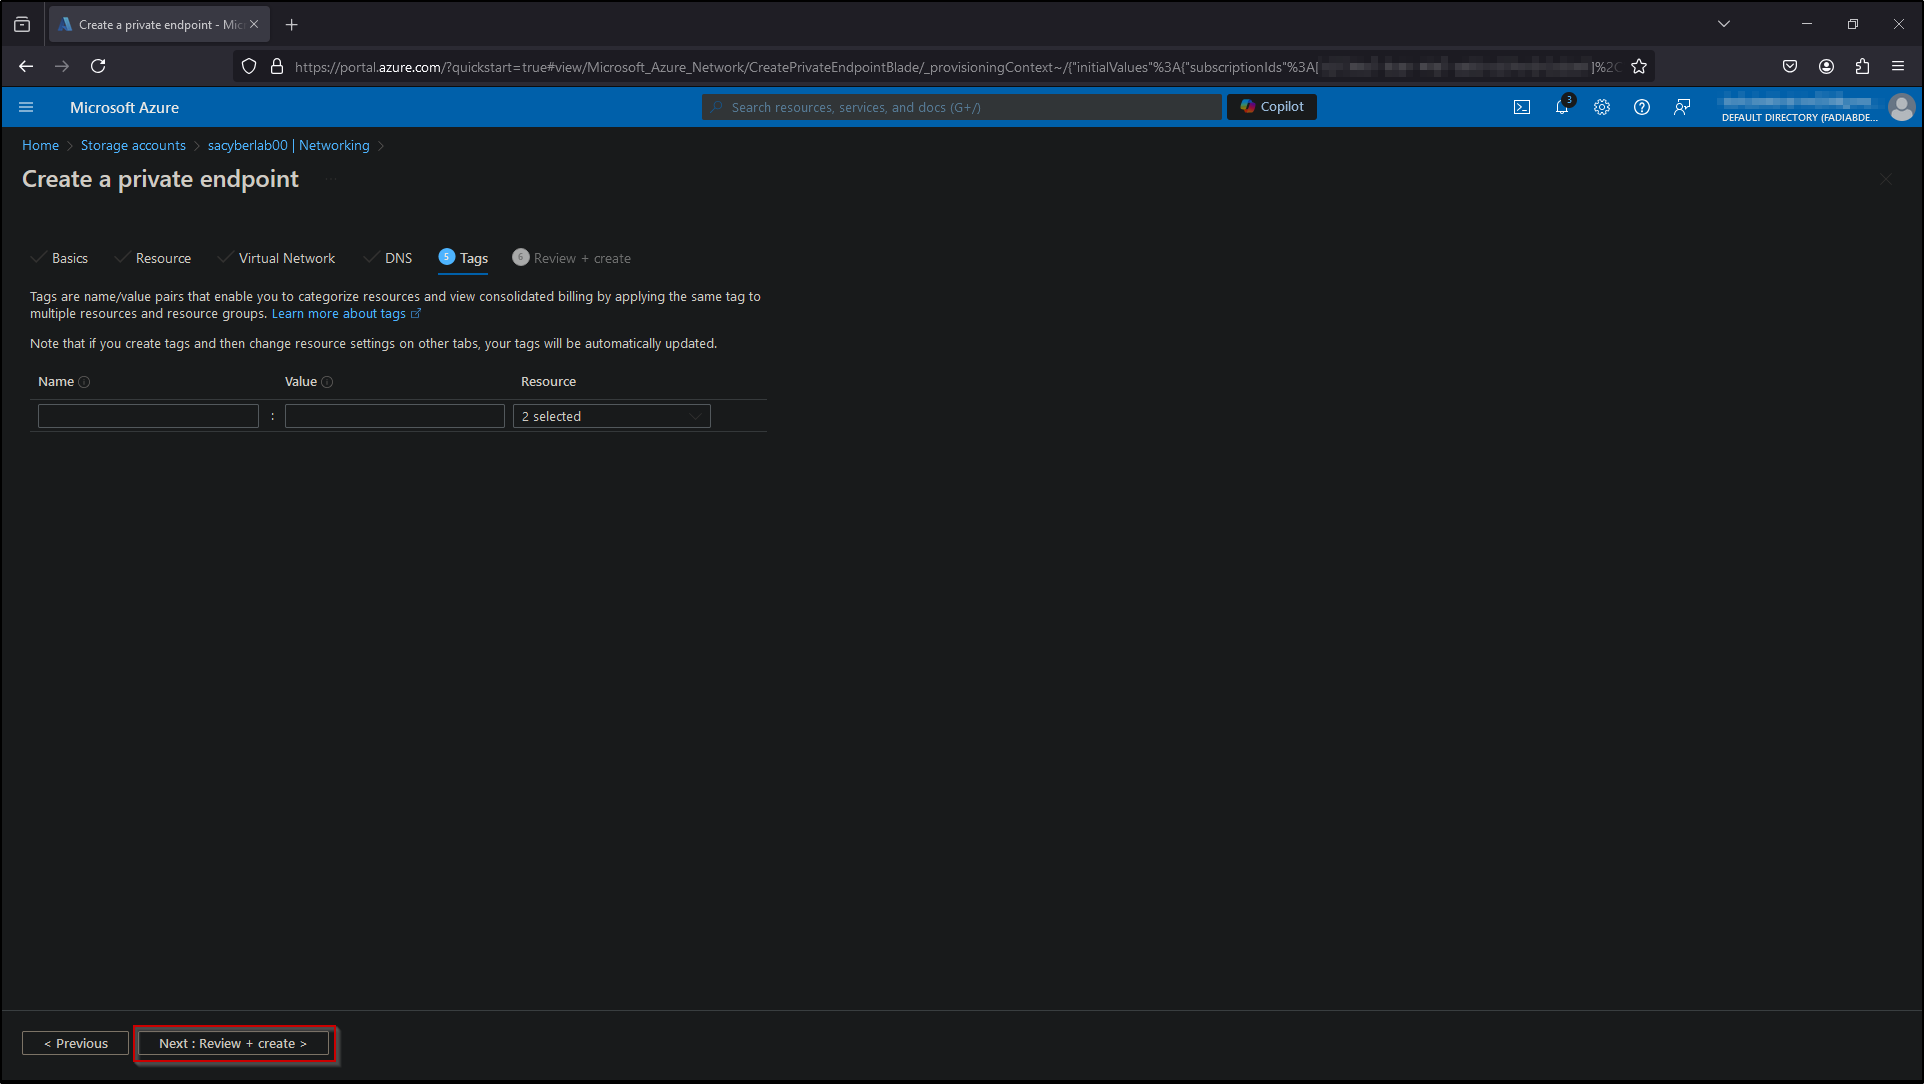 Create a private endpoint - Mic
https://portal.azure.com/?quickstart=true#view/Microsoft_Azure_Network/CreatePrivateEndpointBlade/_provisioningContext~/{"initialValues"%3A{"subscriptionIds"%3A[ ]%2C
Microsoft Azure
Search resources, services, and docs (G+/)
Copilot
3
DEFAULT DIRECTORY (FADIABDE...
Home > Storage accounts > sacyberlab00 | Networking >
Create a private endpoint ...
Basics
Resource
Virtual Network
DNS
5 Tags
6 Review + create
Tags are name/value pairs that enable you to categorize resources and view consolidated billing by applying the same tag to
multiple resources and resource groups. Learn more about tags
Note that if you create tags and then change resource settings on other tabs, your tags will be automatically updated.
Name
Value
Resource
:
2 selected
< Previous
Next : Review + create >